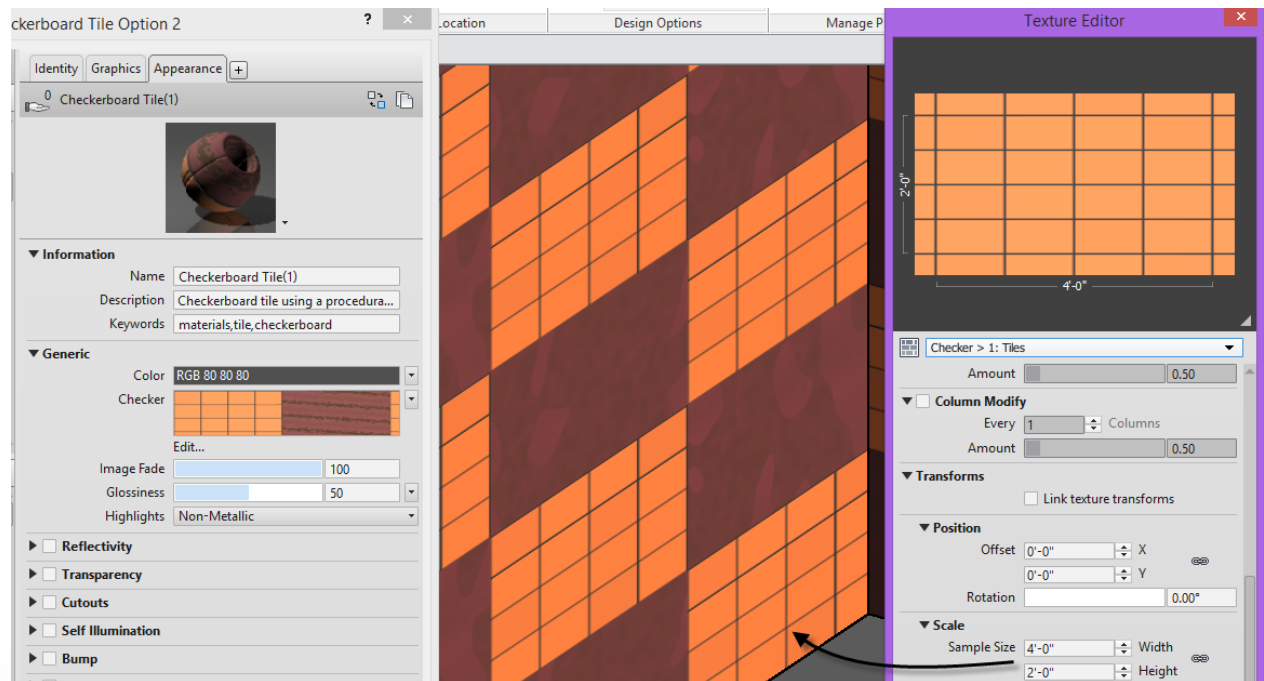 ckerboard Tile Option 2
?
Identity
Graphics
Appearance
+
0
Checkerboard Tile(1)
Information
Name
Checkerboard Tile(1)
Description
Checkerboard tile using a procedura...
Keywords
materials,tile,checkerboard
Generic
Color
RGB 80 80 80
Checker
Edit...
Image Fade
100
Glossiness
50
Highlights
Non-Metallic
Reflectivity
Transparency
Cutouts
Self Illumination
Bump
Location
Design Options
Manage P
Texture Editor
2'-0"
4'-0"
Checker > 1: Tiles
Amount
0.50
Column Modify
Every
1
Columns
Amount
0.50
Transforms
Link texture transforms
Position
Offset
0'-0"
X
0'-0"
Y
Rotation
0.00°
Scale
Sample Size
4'-0"
Width
2'-0"
Height